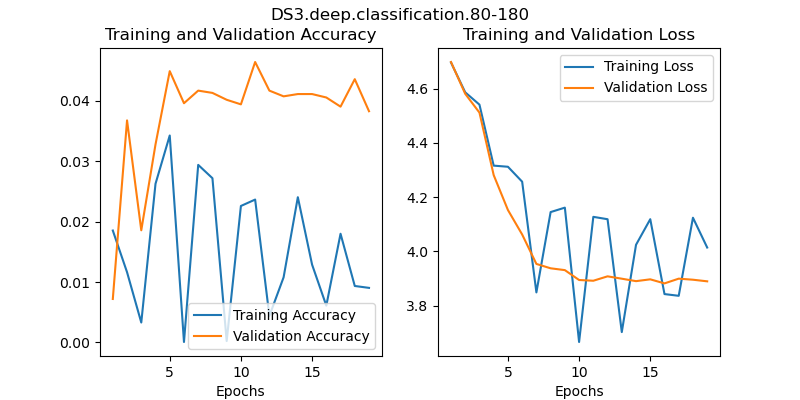 DS3.deep.classification.80-180
Training and Validation Accuracy
0.04
0.03
0.02
0.01
0.00
5
10
15
Epochs
Training Accuracy
Validation Accuracy
Training and Validation Loss
4.6
4.4
4.2
4.0
3.8
5
10
15
Epochs
Training Loss
Validation Loss